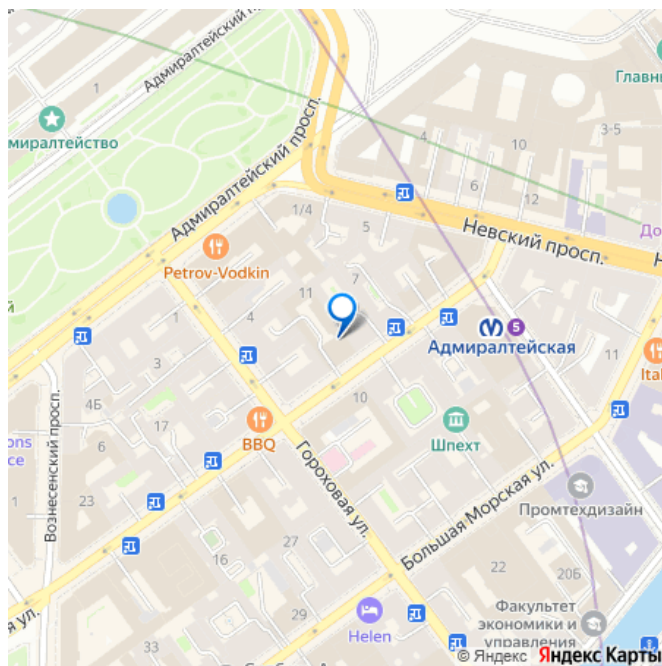 Адмиралтейский
1
Главн
миралтейство
4
10
3-5
6
12
Адмиралтейский просп.
1/4
5
Невский просп.
До
Н
Petrov-Vodkin
7
11
й
4
1
5
Адмиралтейская
3
11
Ital
4Б
10
17
BBQ
Шпехт
ons
ce
Вознесенский просп.
23
6
Гороховая ул.
Большая Морская ул.
Промтехдизайн
16
27
22
20Б
29
Helen
Факультет
экономики и
управления
я ул.
33
© Яндекс Яндекс Карты